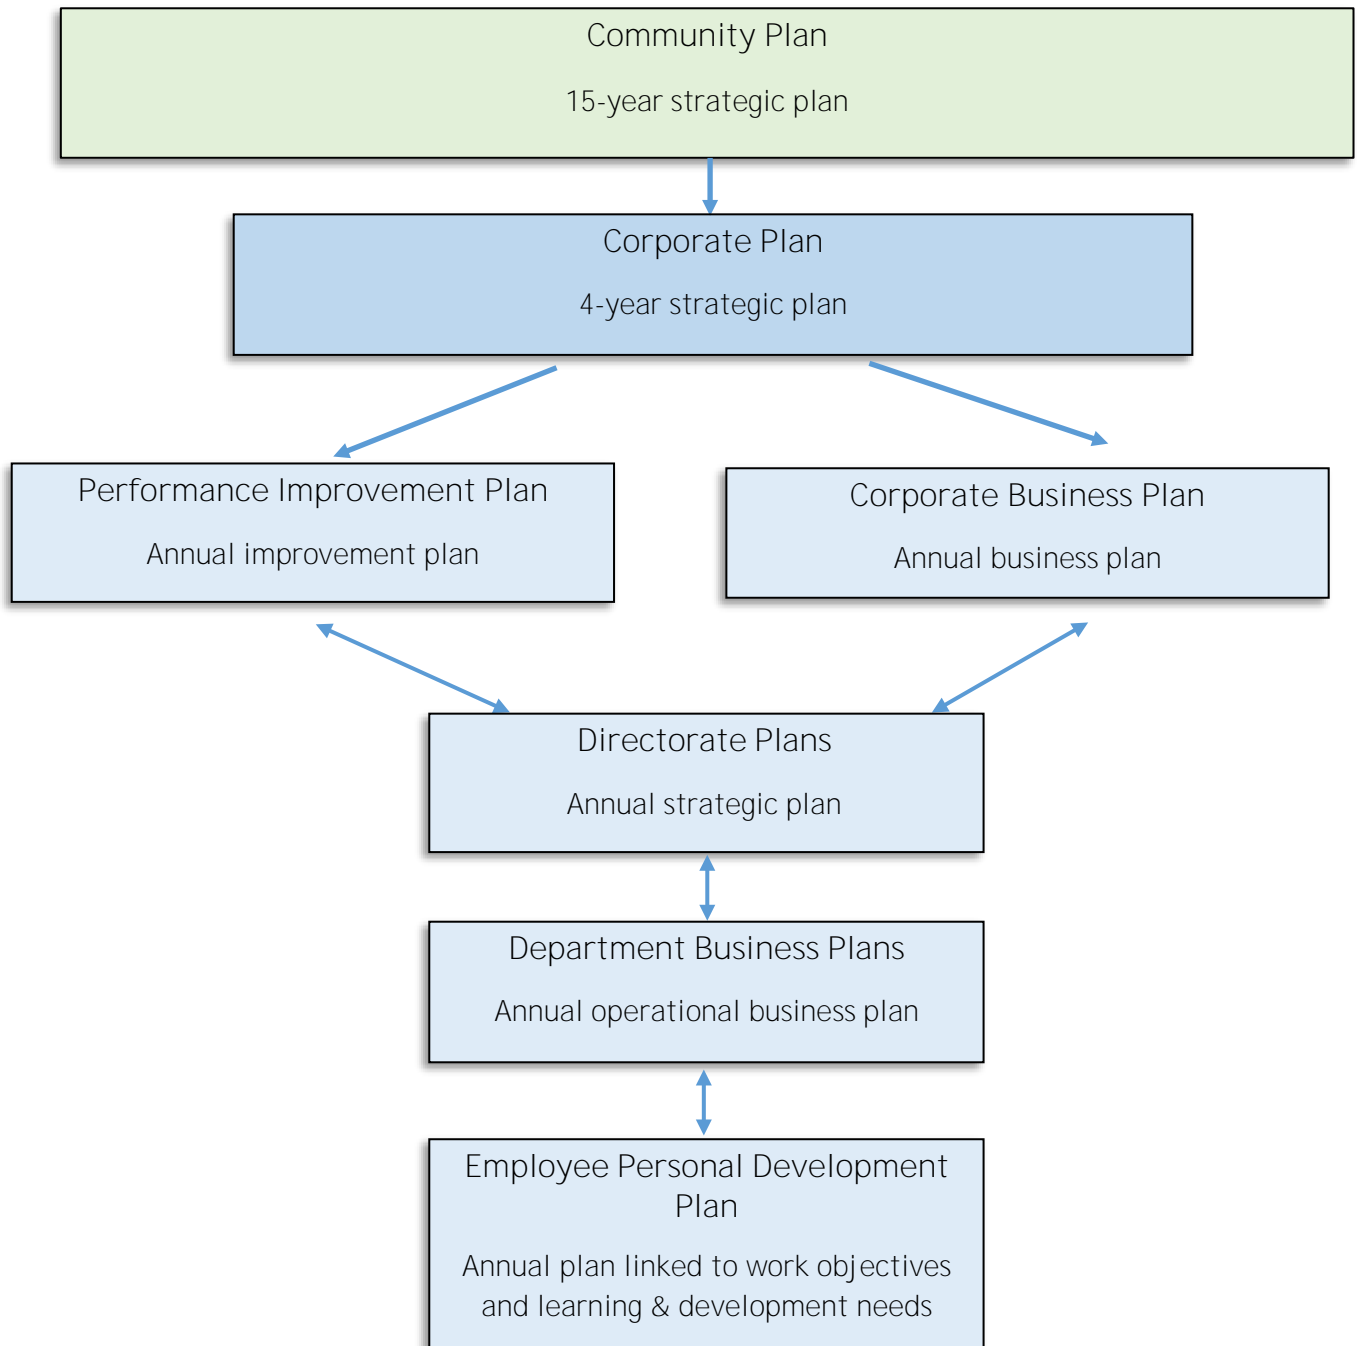 Community Plan
15-year strategic plan
Corporate Plan
4-year strategic plan
Performance Improvement Plan
Annual improvement plan
Corporate Business Plan
Annual business plan
Directorate Plans
Annual strategic plan
Department Business Plans
Annual operational business plan
Employee Personal Development
Plan
Annual plan linked to work objectives
and learning & development needs